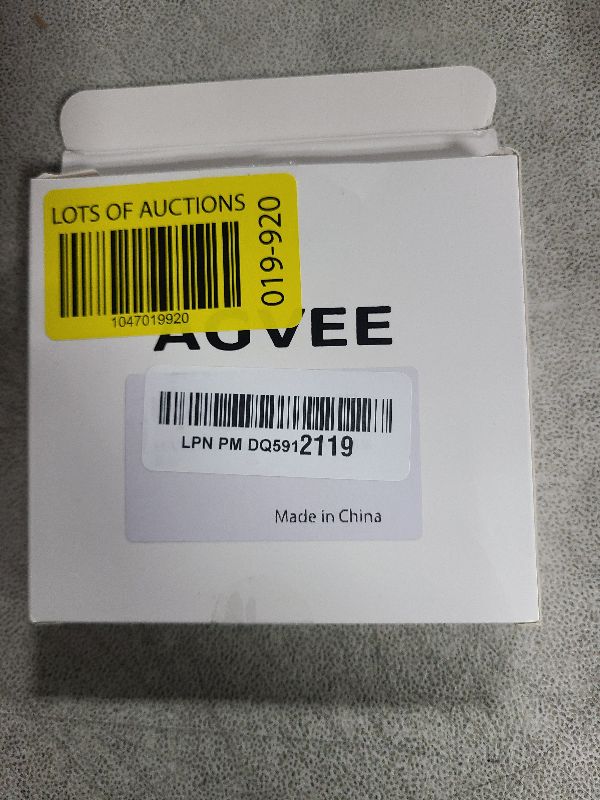 LOTS OF AUCTIONS
1047019920
019-920
AGVEE
LPN PM DQ5912119
Made in China